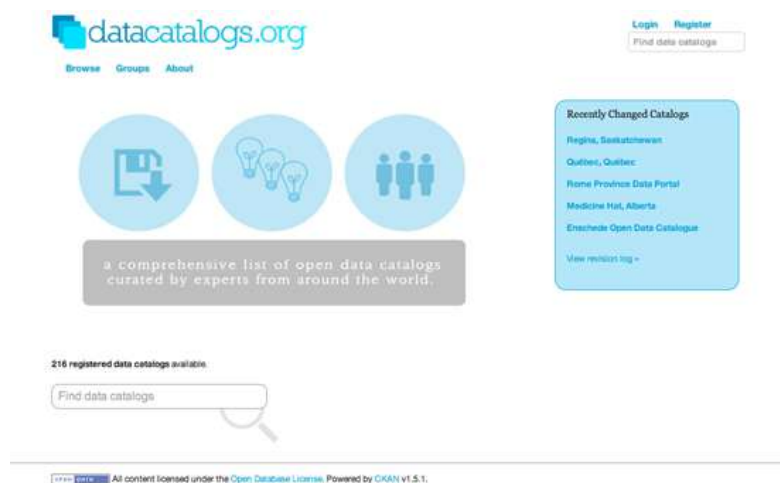 datacatalogs.org
Login Register
Find data catalogs
Browse Groups About
Recently Changed Catalogs
Regina, Saskatchewan
Québec, Québec
Rome Province Data Portal
Medicine Hat, Alberta
Enschede Open Data Catalogue
View revision log »
a comprehensive list of open data catalogs
curated by experts from around the world.
216 registered data catalogs available.
Find data catalogs
OPEN DATA All content licensed under the Open Database License. Powered by CKAN v1.5.1.